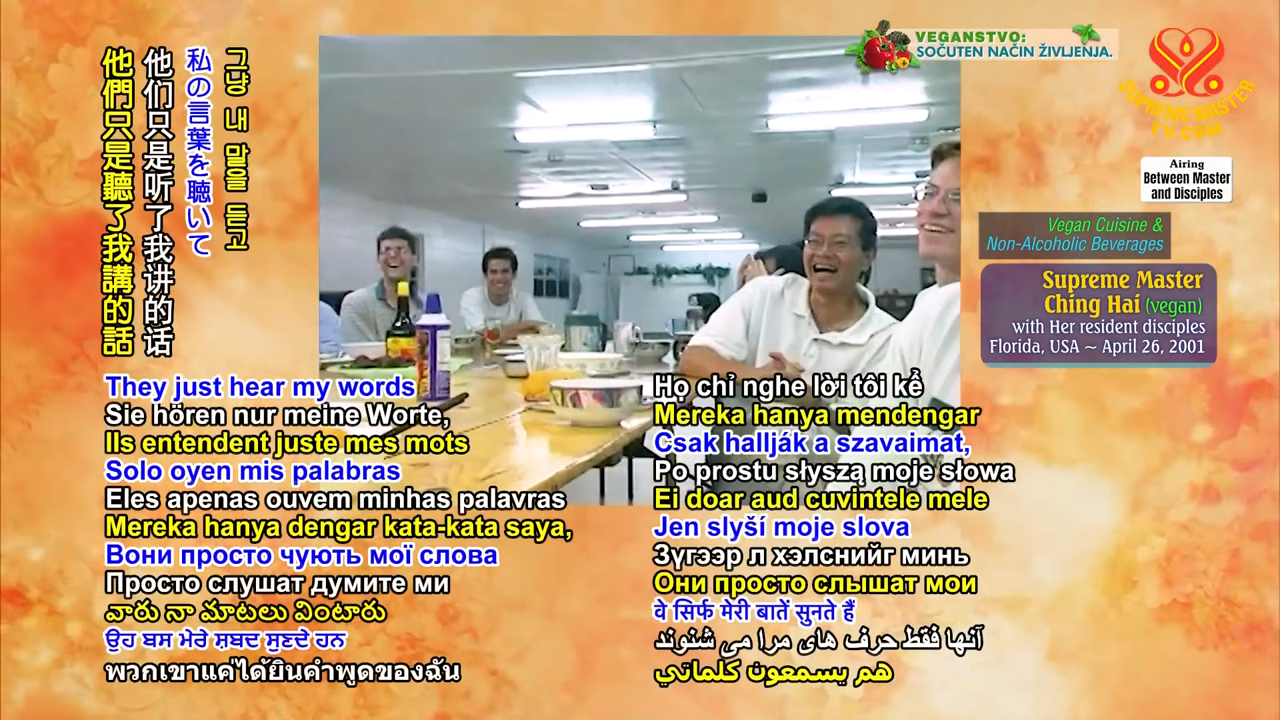 그냥 내 말을 듣고
私の言葉を聴いて
他们只是听了我讲的话
他們只是聽了我講的話
VEGANSTVO:
SOČUTEN NAČIN ŽIVLJENJA.
SUPREME MASTER
TV.COM
Airing
Between Master
and Disciples
Vegan Cuisine &
Non-Alcoholic Beverages
Supreme Master
Ching Hai (vegan)
with Her resident disciples
Florida, USA ~ April 26, 2001
They just hear my words
Sie hören nur meine Worte,
Ils entendent juste mes mots
Solo oyen mis palabras
Eles apenas ouvem minhas palavras
Mereka hanya dengar kata-kata saya,
Вони просто чують мої слова
Просто слушат думите ми
వారు నా మాటలు వింటారు
ਉਹ ਬਸ ਮੇਰੇ ਸ਼ਬਦ ਸੁਣਦੇ ਹਨ
พวกเขาแค่ได้ยินคำพูดของฉัน
Họ chỉ nghe lời tôi kể
Mereka hanya mendengar
Csak hallják a szavaimat,
Po prostu słyszą moje słowa
Ei doar aud cuvintele mele
Jen slyší moje slova
Зүгээр л хэлснийг минь
Они просто слышат мои
वे सिर्फ मेरी बातें सुनते हैं
آنها فقط حرف های مرا می شنوند
هم يسمعون كلماتي